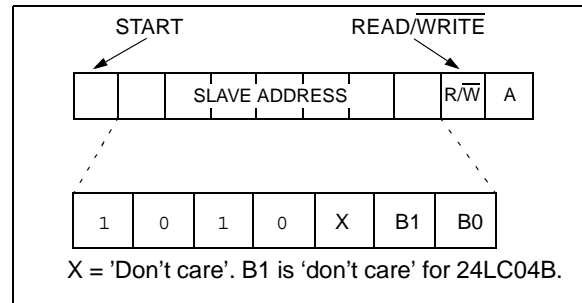 START READ/WRITE
SLAVE ADDRESS R/W A
1 0 1 0 X B1 B0
X = 'Don't care'. B1 is 'don't care' for 24LC04B.